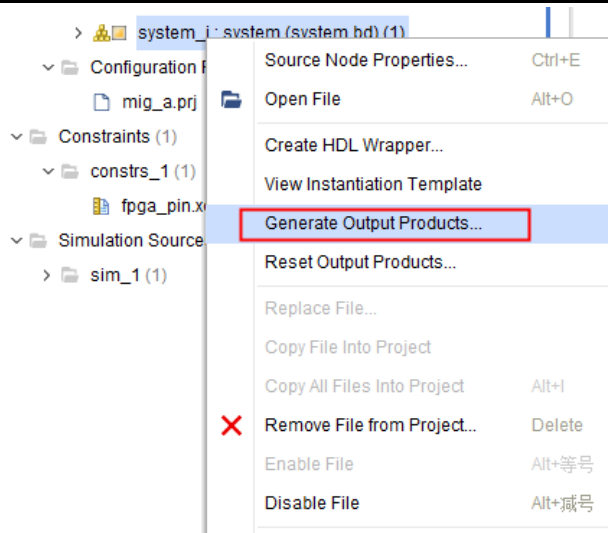 system_i : system (system.bd) (1)
Configuration
mig_a.prj
Constraints (1)
constrs_1 (1)
fpga_pin.x
Simulation Source
sim_1 (1)
Source Node Properties... Ctrl+E
Open File Alt+O
Create HDL Wrapper...
View Instantiation Template
Generate Output Products...
Reset Output Products...
Replace File...
Copy File Into Project
Copy All Files Into Project Alt+I
Remove File from Project... Delete
Enable File Alt+等号
Disable File Alt+减号